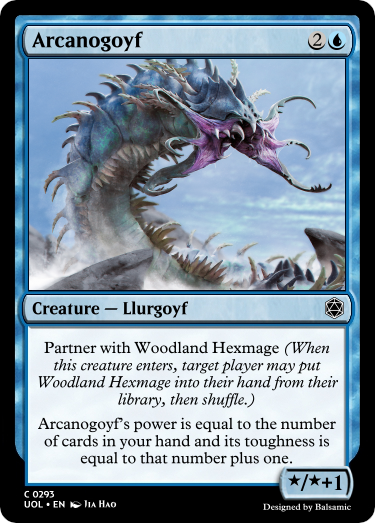 Arcanogoyf 2
Creature — Llurgoyf
Partner with Woodland Hexmage (When
this creature enters, target player may put
Woodland Hexmage into their hand from their
library, then shuffle.)
Arcanogoyf's power is equal to the number
of cards in your hand and its toughness is
equal to that number plus one.
★/★+1
C 0293
UOL • EN Jia Hao
Designed by Balsamic